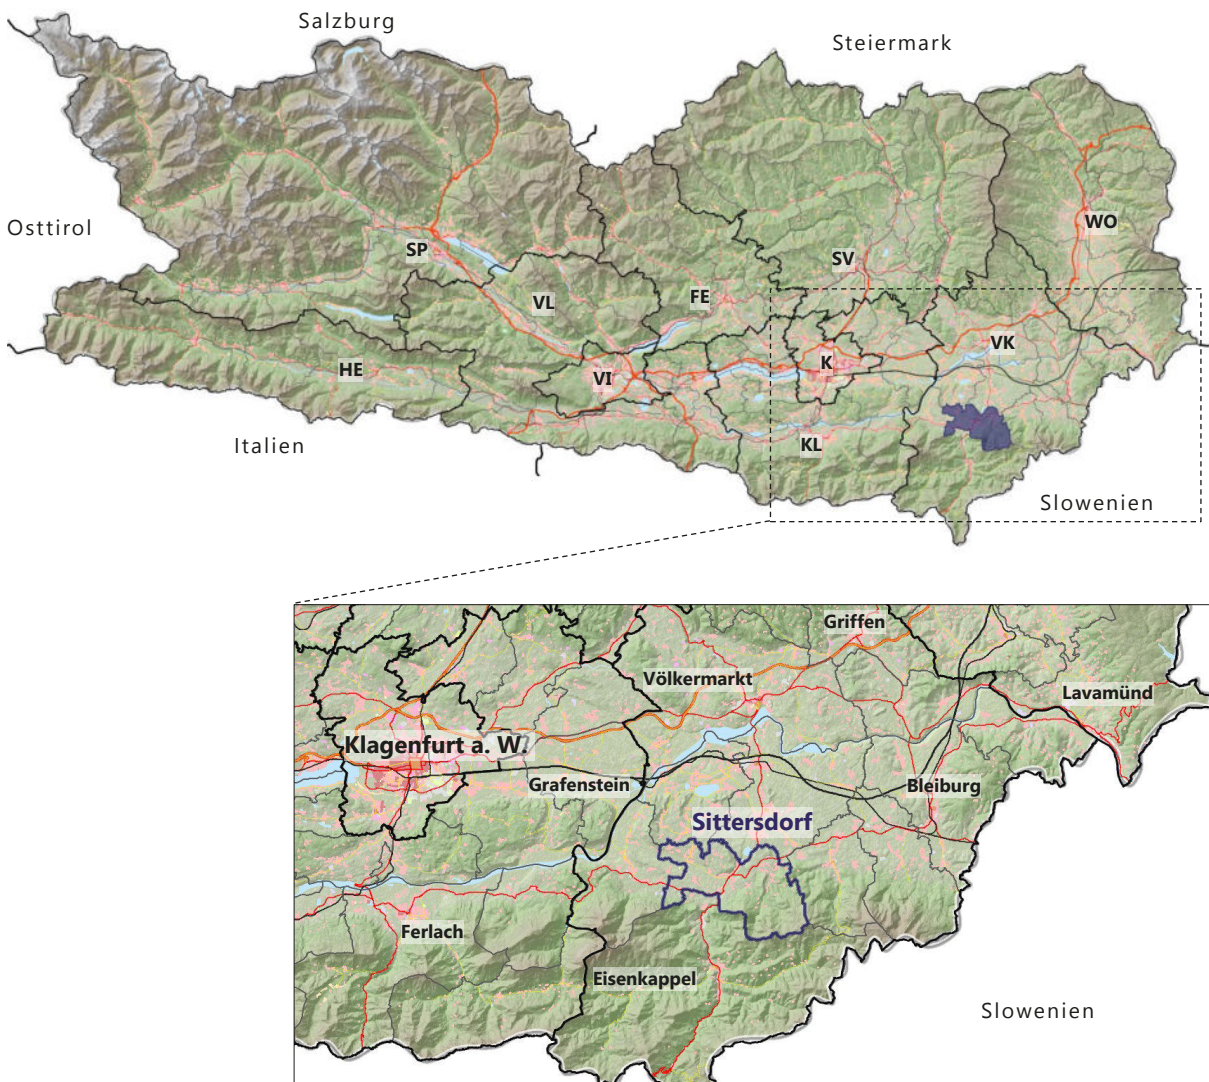 Salzburg
Steiermark
Osttirol
WO
SP
SV
VL
FE
VK
HE
VI
K
KL
Italien
Slowenien
Griffen
Völkermarkt
Lavamünd
Klagenfurt a. W.
Grafenstein
Bleiburg
Sittersdorf
Ferlach
Eisenkappel
Slowenien